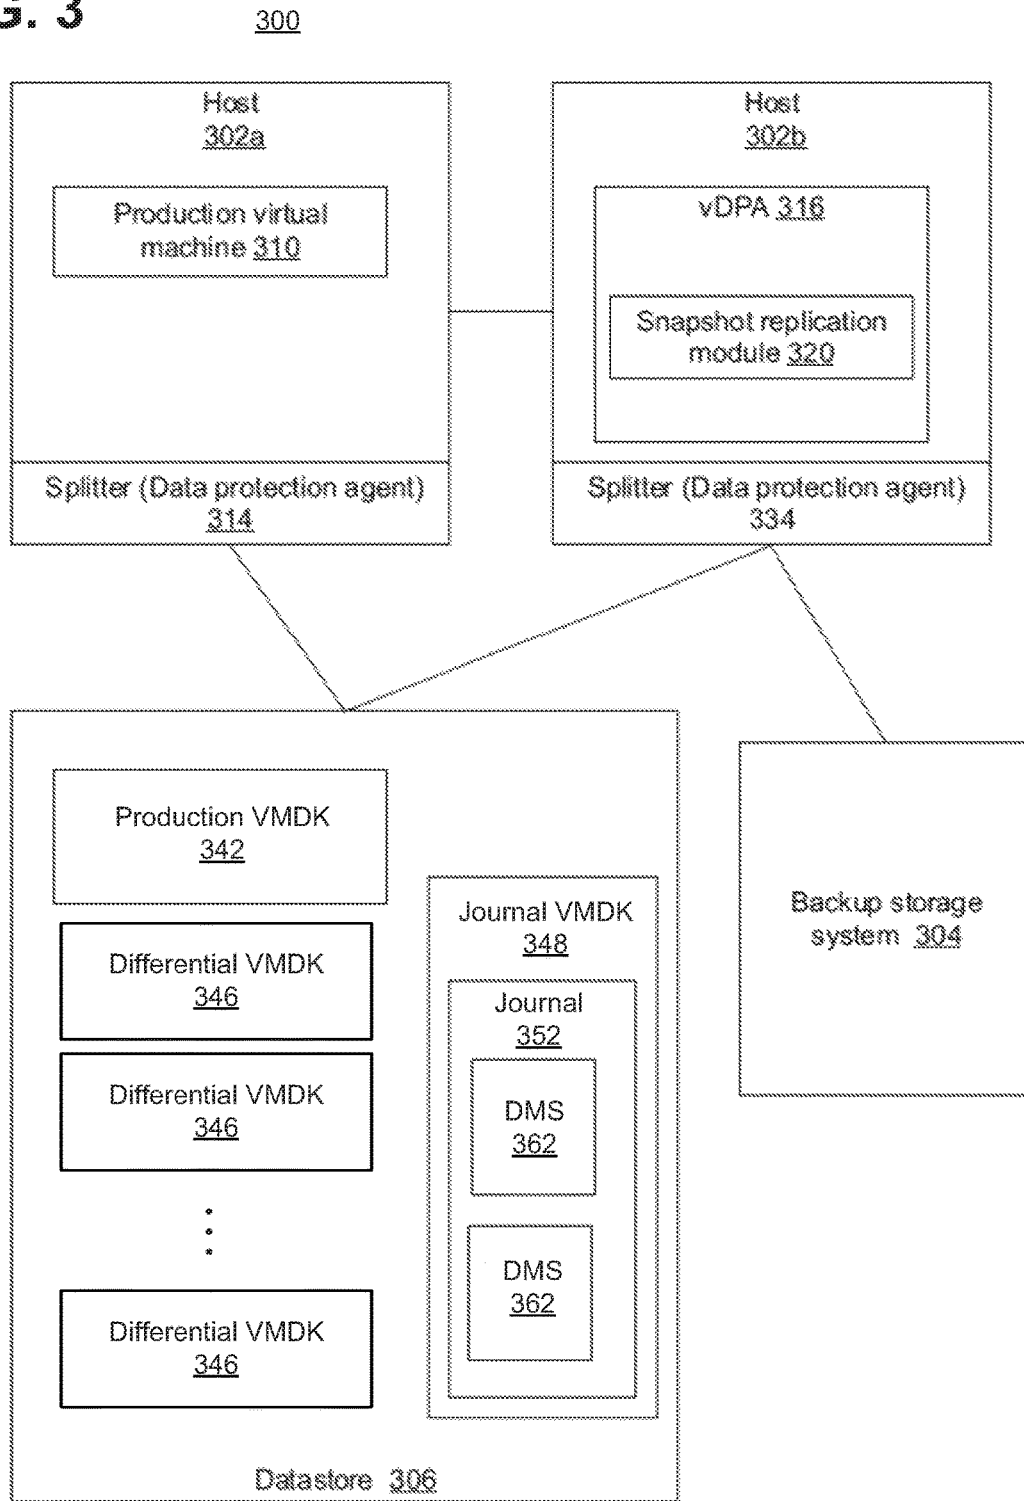 G. 3
300
Host
302a
Production virtual
machine 310
Splitter (Data protection agent)
314
Host
302b
vDPA 316
Snapshot replication
module 320
Splitter (Data protection agent)
334
Production VMDK
342
Differential VMDK
346
Differential VMDK
346
Differential VMDK
346
Journal VMDK
348
Journal
352
DMS
362
DMS
362
Datastore 306
Backup storage
system 304